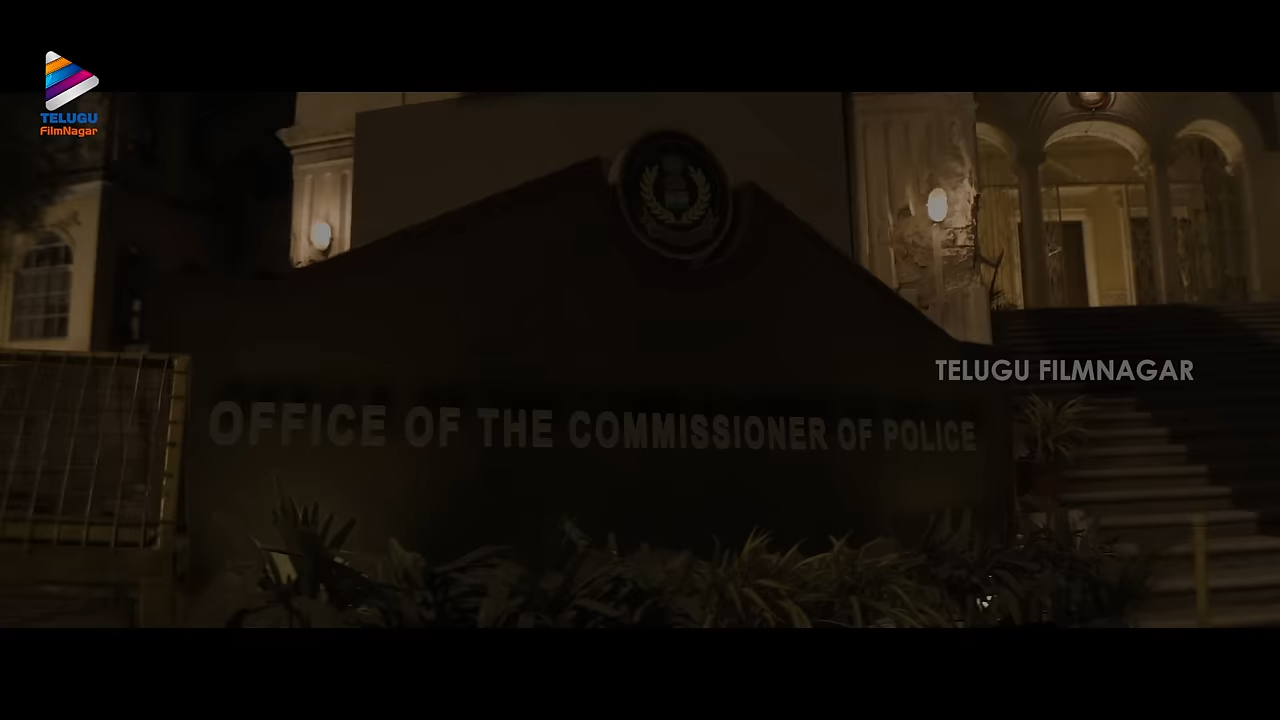 TELUGU
FilmNagar
TELUGU FILMNAGAR
OFFICE OF THE COMMISSIONER OF POLICE